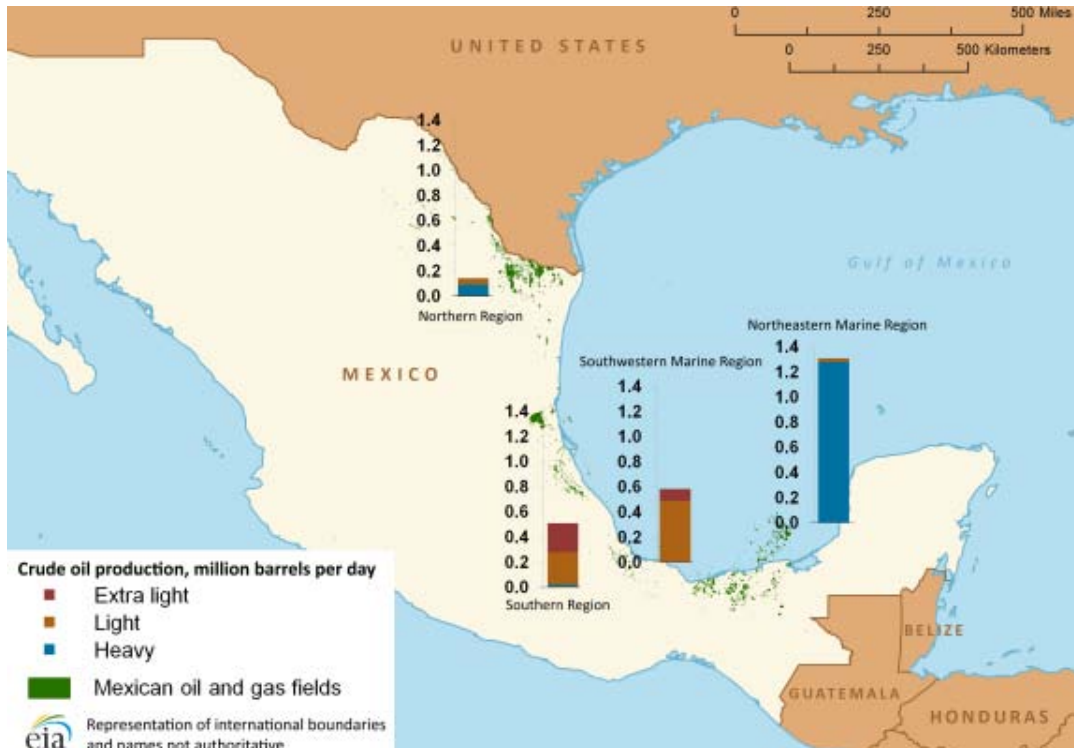 0 250 500 Miles
0 250 500 Kilometers
UNITED STATES
1.4
1.2
1.0
0.8
0.6
0.4
0.2
0.0
Northern Region
Gulf of Mexico
MEXICO
Northeastern Marine Region
1.4
1.2
1.0
0.8
0.6
0.4
0.2
0.0
Southwestern Marine Region
1.4
1.2
1.0
0.8
0.6
0.4
0.2
0.0
1.4
1.2
1.0
0.8
0.6
0.4
0.2
0.0
Southern Region
BELIZE
GUATEMALA
HONDURAS
Crude oil production, million barrels per day
Extra light
Light
Heavy
Mexican oil and gas fields
eia
Representation of international boundaries
and names not authoritative